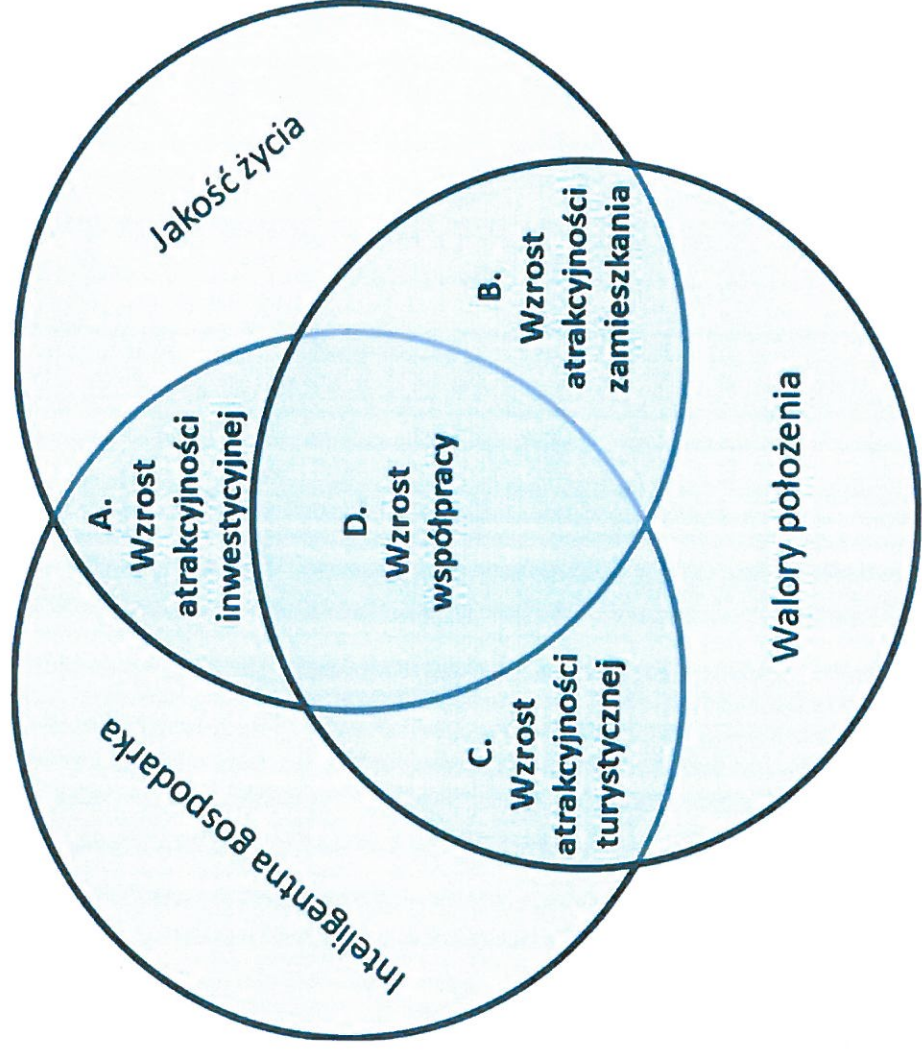 Inteligentna gospodarka
Jakość życia
A.
Wzrost
atrakcyjności
inwestycyjnej
D.
Wzrost
współpracy
C.
Wzrost
atrakcyjności
turystycznej
B.
Wzrost
atrakcyjności
zamieszkania
Walory położenia